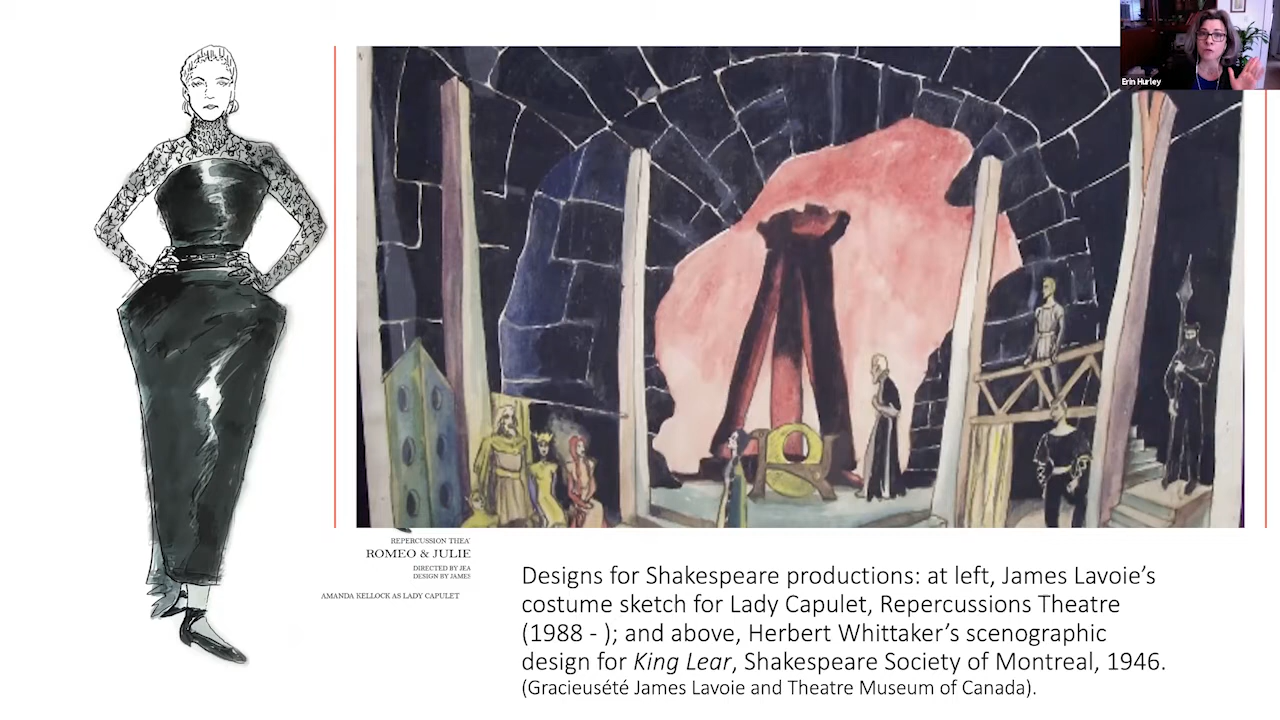 Erin Hurley
REPERCUSSION THEA
ROMEO & JULIE
DIRECTED BY JEA
DESIGN BY JAMES
AMANDA KELLOCK AS LADY CAPULET
Designs for Shakespeare productions: at left, James Lavoie’s
costume sketch for Lady Capulet, Repercussions Theatre
(1988 - ); and above, Herbert Whittaker’s scenographic
design for King Lear, Shakespeare Society of Montreal, 1946.
(Gracieuseté James Lavoie and Theatre Museum of Canada).